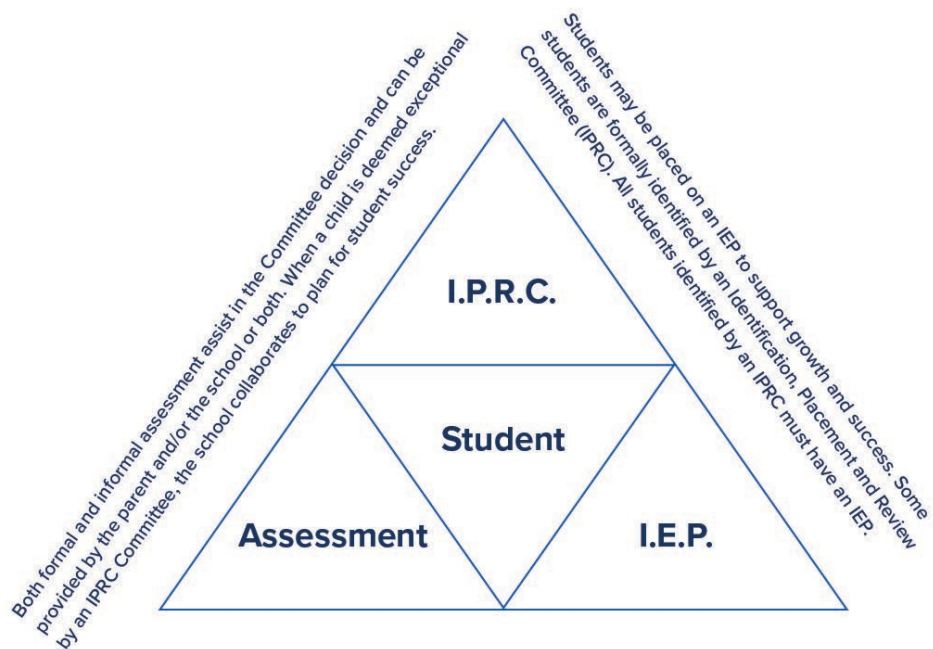 Both formal and informal assessment assist in the Committee decision and can be
provided by the parent and/or the school or both. When a child is deemed exceptional
by an IPRC Committee, the school collaborates to plan for student success.
Students may be placed on an IEP to support growth and success. Some
students are formally identified by an Identification, Placement and Review
Committee (IPRC). All students identified by an IPRC must have an IEP.
I.P.R.C.
Student
Assessment
I.E.P.